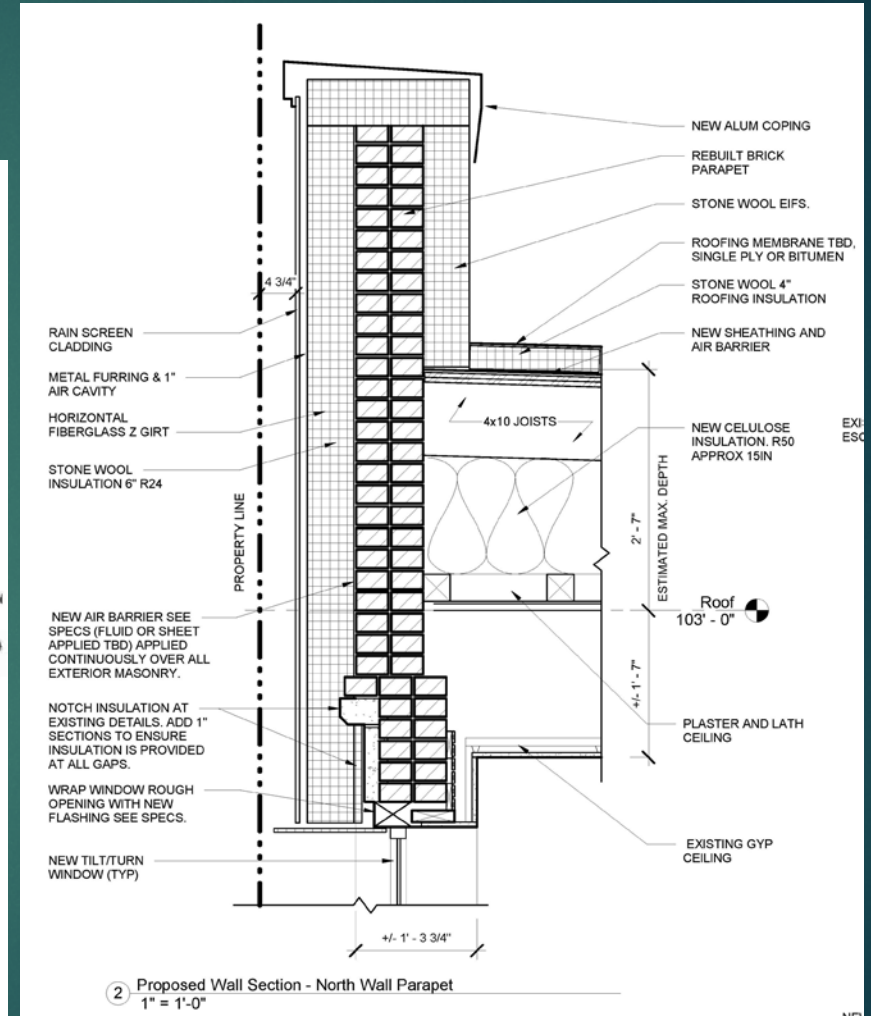 NEW ALUM COPING
REBUILT BRICK
PARAPET
STONE WOOL EIFS.
ROOFING MEMBRANE TBD,
SINGLE PLY OR BITUMEN
STONE WOOL 4"
ROOFING INSULATION
NEW SHEATHING AND
AIR BARRIER
4 3/4"
RAIN SCREEN
CLADDING
METAL FURRING & 1"
AIR CAVITY
HORIZONTAL
FIBERGLASS Z GIRT
STONE WOOL
INSULATION 6" R24
PROPERTY LINE
4x10 JOISTS
NEW CELULOSE
INSULATION. R50
APPROX 15IN
ESTIMATED MAX. DEPTH
2' - 7"
Roof
103' - 0"
+/- 1' - 7"
NEW AIR BARRIER SEE
SPECS (FLUID OR SHEET
APPLIED TBD) APPLIED
CONTINUOUSLY OVER ALL
EXTERIOR MASONRY.
NOTCH INSULATION AT
EXISTING DETAILS. ADD 1"
SECTIONS TO ENSURE
INSULATION IS PROVIDED
AT ALL GAPS.
WRAP WINDOW ROUGH
OPENING WITH NEW
FLASHING SEE SPECS.
NEW TILT/TURN
WINDOW (TYP)
PLASTER AND LATH
CEILING
EXISTING GYP
CEILING
+/- 1' - 3 3/4"
2 Proposed Wall Section - North Wall Parapet
1" = 1'-0"